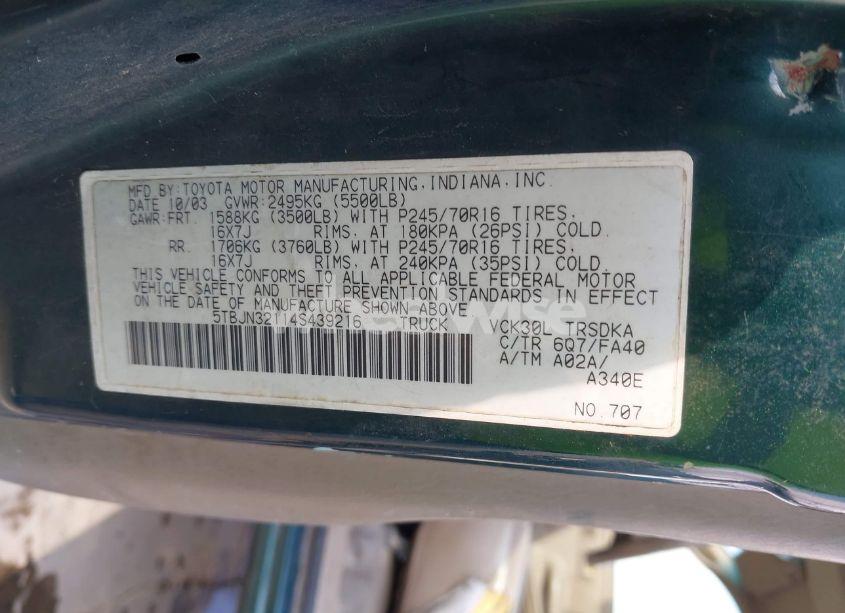 MFD BY:TOYOTA MOTOR MANUFACTURING,INDIANA,INC.
DATE 10/03 GVWR:2495KG (5500LB)
GAWR:FRT. 1588KG (3500LB) WITH P245/70R16 TIRES,
16X7J RIMS, AT 180KPA (26PSI) COLD.
RR. 1706KG (3760LB) WITH P245/70R16 TIRES,
16X7J RIMS, AT 240KPA (35PSI) COLD.
THIS VEHICLE CONFORMS TO ALL APPLICABLE FEDERAL MOTOR
VEHICLE SAFETY AND THEFT PREVENTION STANDARDS IN EFFECT
ON THE DATE OF MANUFACTURE SHOWN ABOVE.
5TBJN32114S439216 TRUCK VCK30L TRSDKA
C/TR 6Q7/FA40
A/TM A02A/
A340E
NO.707